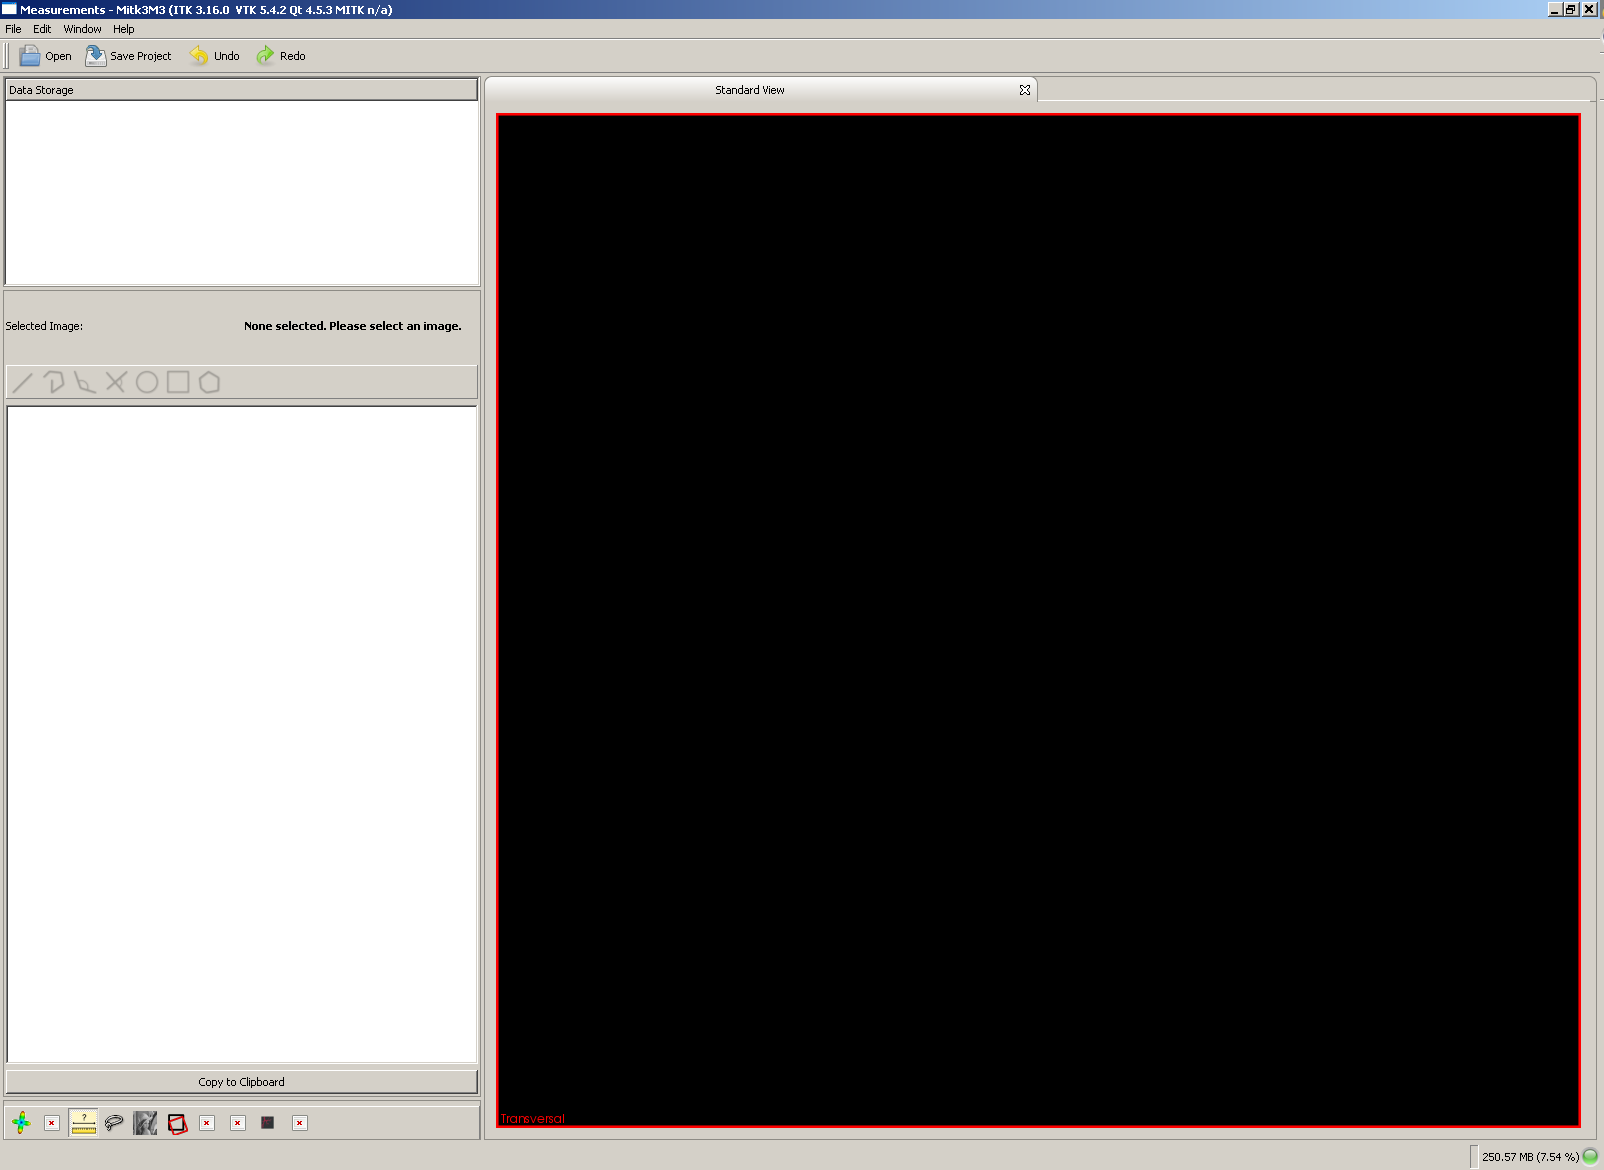 Measurements - Mitk3M3 (ITK 3.16.0  VTK 5.4.2 Qt 4.5.3 MITK n/a)
File Edit Window Help
Open Save Project Undo Redo
Data Storage
Standard View
Selected Image: None selected. Please select an image.
Copy to Clipboard
?
Transversal
250.57 MB (7.54 %)